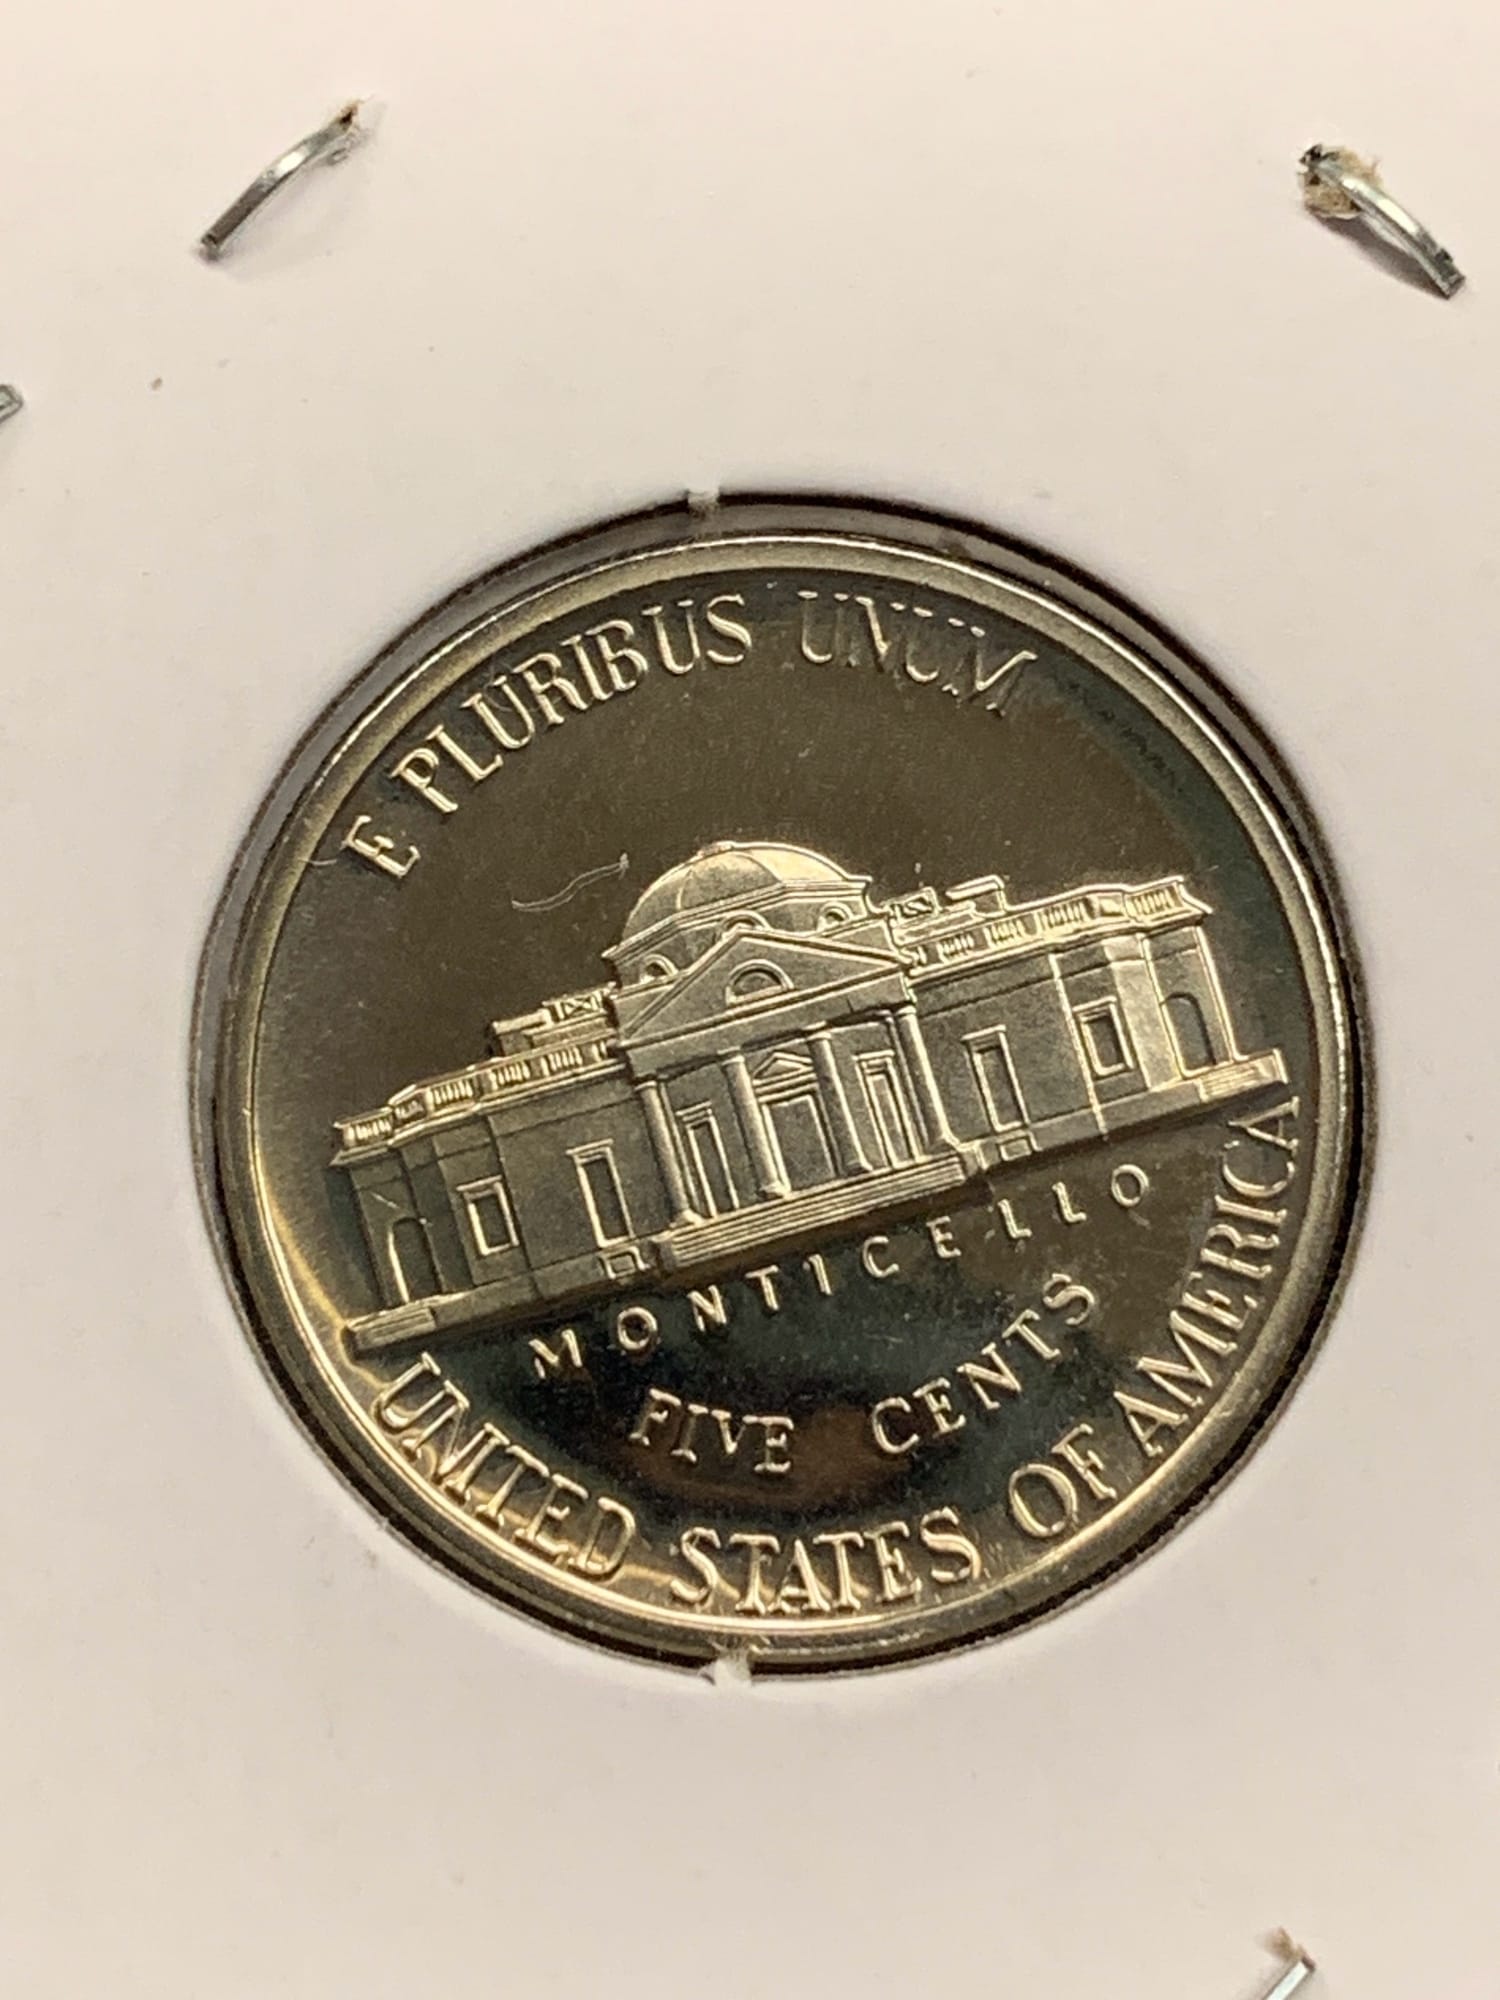 E PLURIBUS UNUM
MONTICELLO
FIVE CENTS
UNITED STATES OF AMERICA